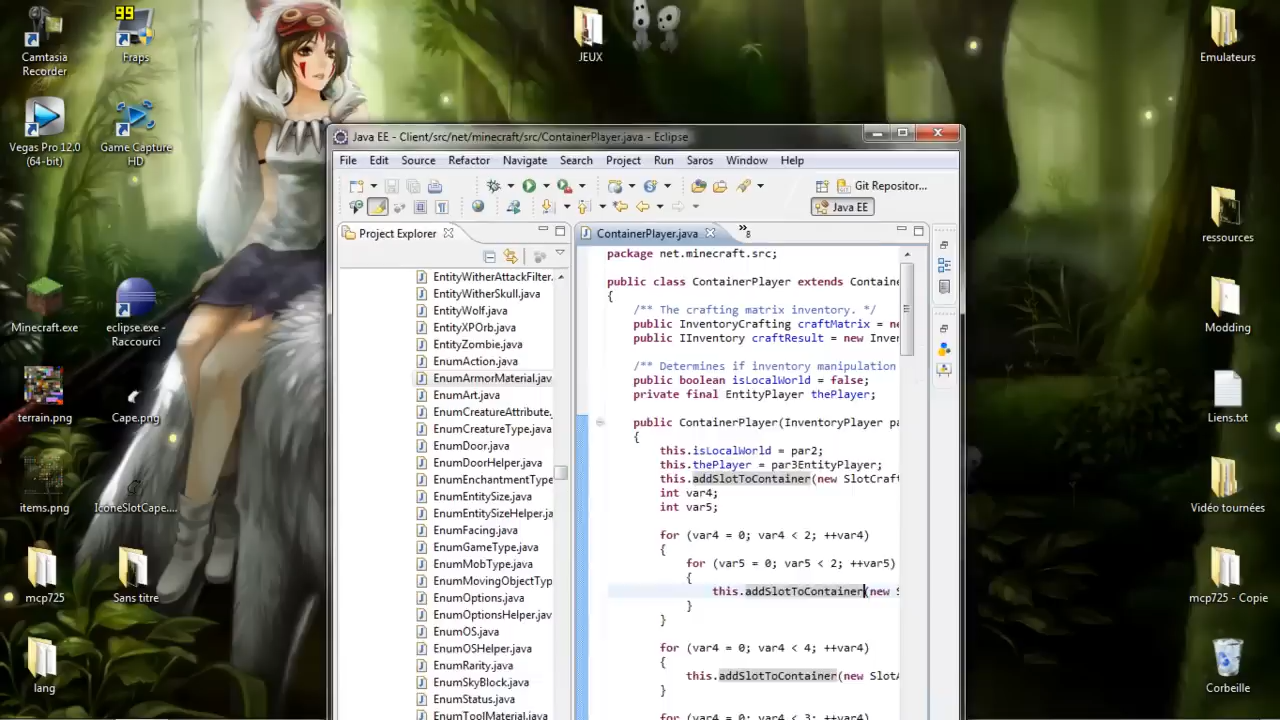 99
Camtasia
Recorder
Fraps
JEUX
Emulateurs
Vegas Pro 12.0
(64-bit)
Game Capture
HD
ressources
Minecraft.exe
eclipse.exe -
Raccourci
Modding
terrain.png
Cape.png
Liens.txt
items.png
IconeSlotCape....
Vidéo tournées
mcp725
Sans titre
mcp725 - Copie
lang
Corbeille
Java EE - Client/src/net/minecraft/src/ContainerPlayer.java - Eclipse
File Edit Source Refactor Navigate Search Project Run Saros Window Help
Git Repositor...
Java EE
Project Explorer
EntityWitherAttackFilter.
EntityWitherSkull.java
EntityWolf.java
EntityXPOrb.java
EntityZombie.java
EnumAction.java
EnumArmorMaterial.jav
EnumArt.java
EnumCreatureAttribute.
EnumCreatureType.java
EnumDoor.java
EnumDoorHelper.java
EnumEnchantmentType
EnumEntitySize.java
EnumEntitySizeHelper.ja
EnumFacing.java
EnumGameType.java
EnumMobType.java
EnumMovingObjectTyp
EnumOptions.java
EnumOptionsHelper.java
EnumOS.java
EnumOSHelper.java
EnumRarity.java
EnumSkyBlock.java
EnumStatus.java
EnumToolMaterial.java
ContainerPlayer.java
»8
package net.minecraft.src;
public class ContainerPlayer extends Containe
{
/** The crafting matrix inventory. */
public InventoryCrafting craftMatrix = ne
public IInventory craftResult = new Inver
/** Determines if inventory manipulation
public boolean isLocalWorld = false;
private final EntityPlayer thePlayer;
public ContainerPlayer(InventoryPlayer pa
{
this.isLocalWorld = par2;
this.thePlayer = par3EntityPlayer;
this.addSlotToContainer(new SlotCraft
int var4;
int var5;
for (var4 = 0; var4 < 2; ++var4)
{
for (var5 = 0; var5 < 2; ++var5)
{
this.addSlotToContainer(new S
}
}
for (var4 = 0; var4 < 4; ++var4)
{
this.addSlotToContainer(new SlotA
}
for (var4 = 0; var4 < 3; ++var4)